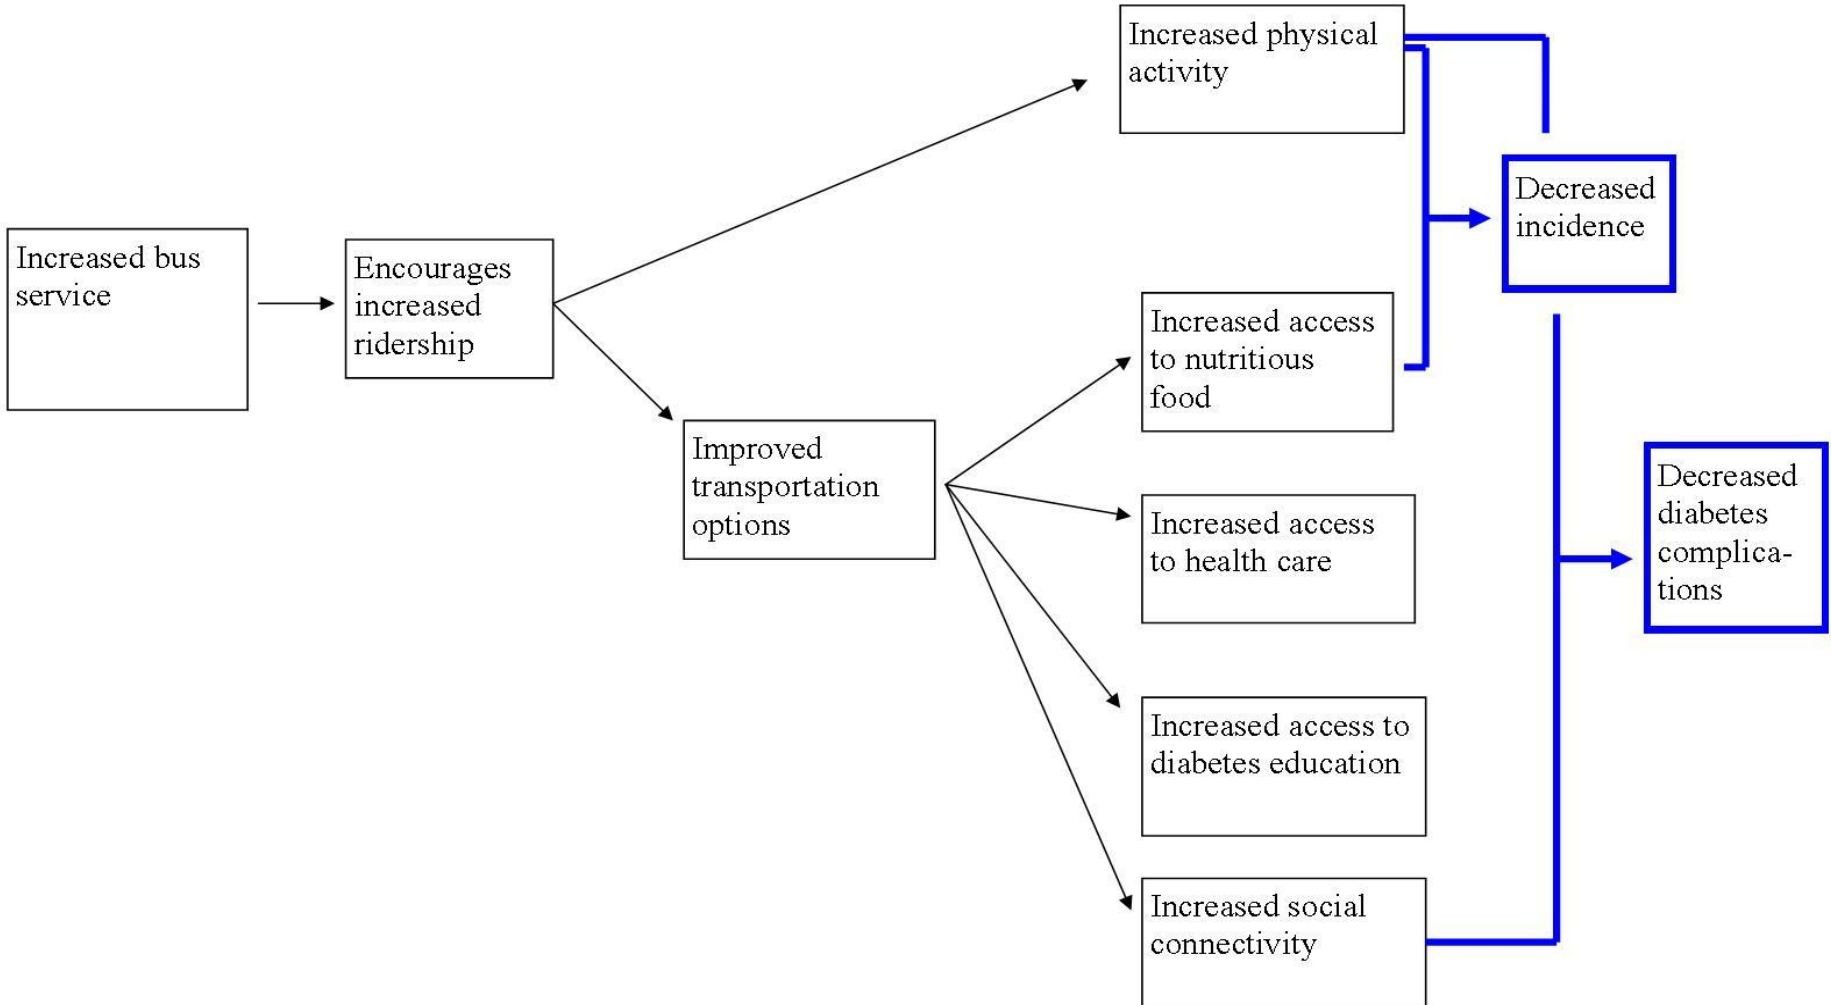 Increased physical
activity
Decreased
incidence
Increased bus
service
Encourages
increased
ridership
Increased access
to nutritious
food
Improved
transportation
options
Decreased
diabetes
complica-
tions
Increased access
to health care
Increased access to
diabetes education
Increased social
connectivity